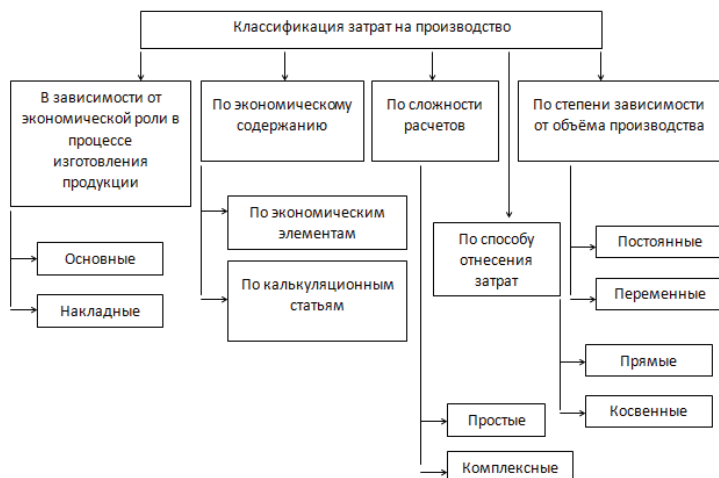 Классификация затрат на производство
В зависимости от
экономической роли в
процессе
изготовления
продукции
По экономическому
содержанию
По сложности
расчетов
По степени зависимости
от объёма производства
По экономическим
элементам
По калькуляционным
статьям
По способу
отнесения
затрат
Основные
Накладные
Постоянные
Переменные
Прямые
Косвенные
Простые
Комплексные